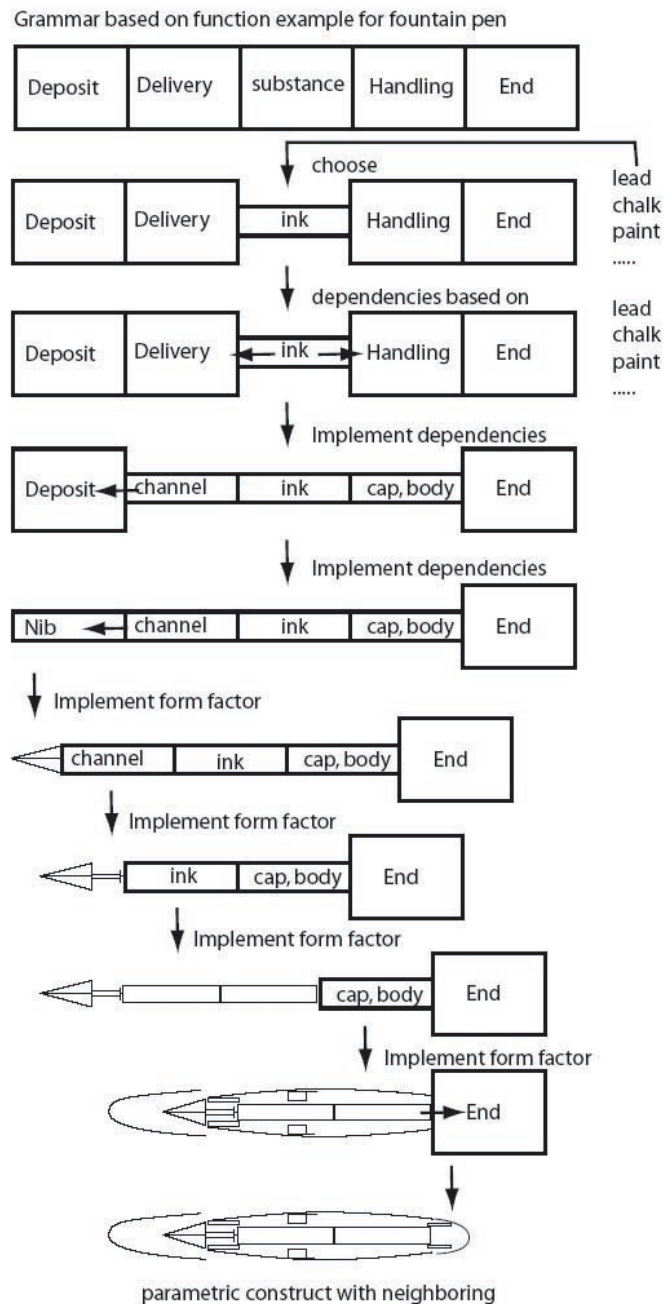 Grammar based on function example for fountain pen
Deposit Delivery substance Handling End
choose
Deposit Delivery ink Handling End
lead
chalk
paint
.....
dependencies based on
Deposit Delivery ink Handling End
lead
chalk
paint
.....
Implement dependencies
Deposit channel ink cap, body End
Implement dependencies
Nib channel ink cap, body End
Implement form factor
channel ink cap, body End
Implement form factor
ink cap, body End
Implement form factor
cap, body End
Implement form factor
End
parametric construct with neighboring